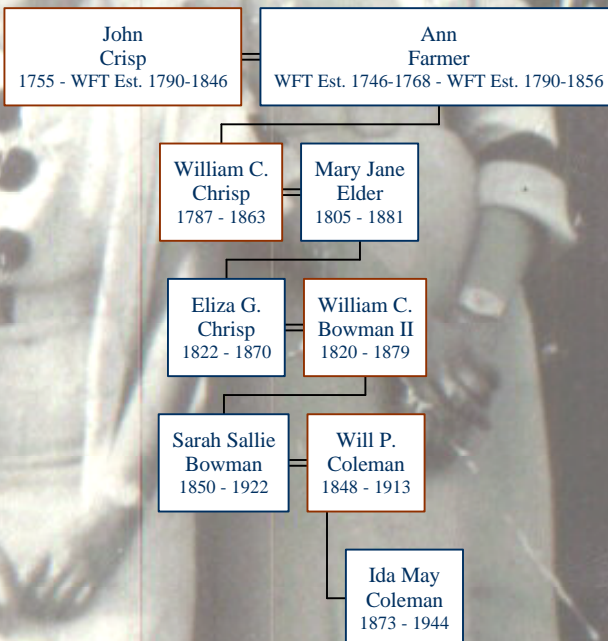 John
Crisp
1755 - WFT Est. 1790-1846
Ann
Farmer
WFT Est. 1746-1768 - WFT Est. 1790-1856
William C.
Chrisp
1787 - 1863
Mary Jane
Elder
1805 - 1881
Eliza G.
Chrisp
1822 - 1870
William C.
Bowman II
1820 - 1879
Sarah Sallie
Bowman
1850 - 1922
Will P.
Coleman
1848 - 1913
Ida May
Coleman
1873 - 1944